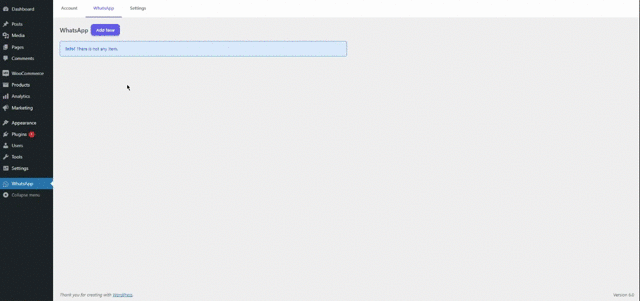 Dashboard
Posts
Media
Pages
Comments
WooCommerce
Products
Analytics
Marketing
Appearance
Plugins 1
Users
Tools
Settings
WhatsApp
Collapse menu
Account WhatsApp Settings
WhatsApp Add New
Info! There is not any item.
Thank you for creating with WordPress.
Version 6.0